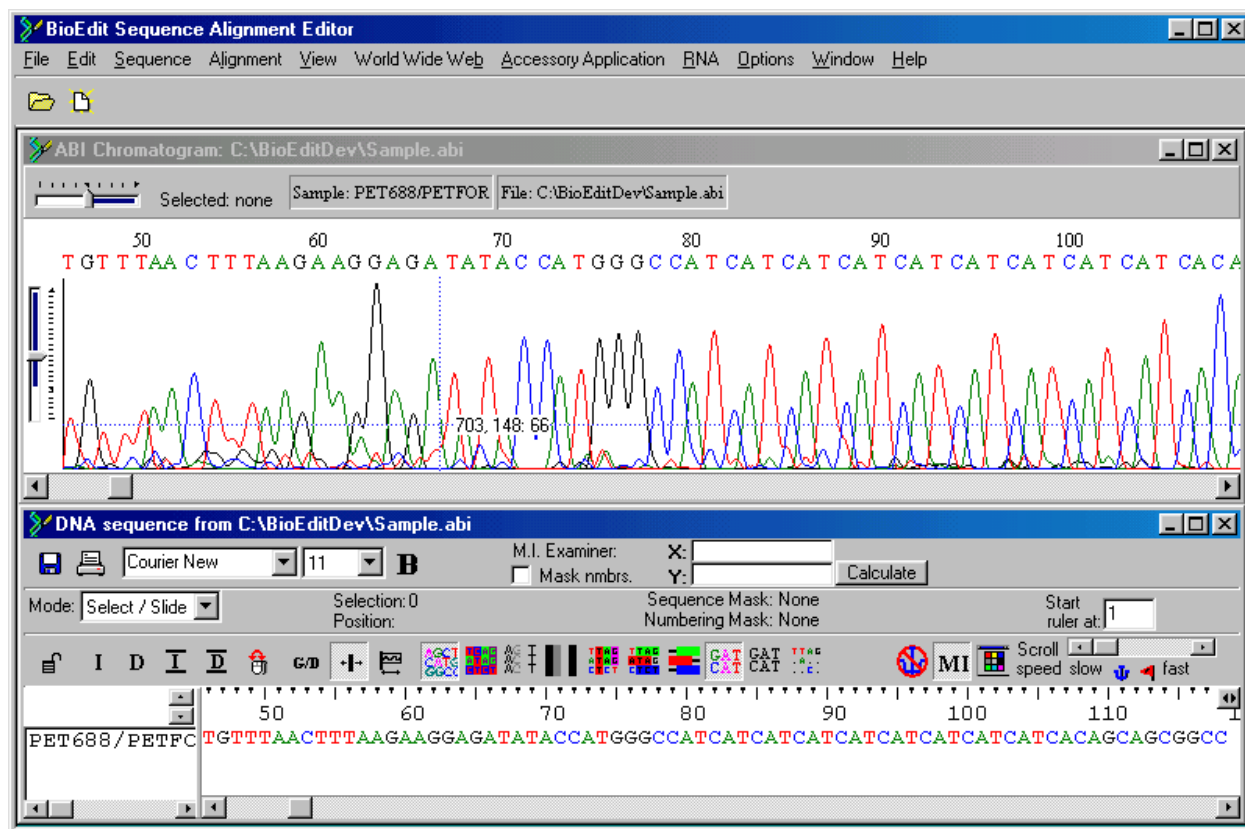 BioEdit Sequence Alignment Editor
File Edit Sequence Alignment View World Wide Web Accessory Application RNA Options Window Help
ABI Chromatogram: C:\BioEditDev\Sample.abi
Selected: none Sample: PET688/PETFOR File: C:\BioEditDev\Sample.abi
50 60 70 80 90 100
TGTTTAACTTTAAGAAGGAGATATACCATGGGCCATCATCATCATCATCATCATCATCATCACA
703, 148: 66
DNA sequence from C:\BioEditDev\Sample.abi
Courier New 11 B M.I. Examiner: X:
Mask nmbrs. Y: Calculate
Mode: Select / Slide Selection: 0 Sequence Mask: None Start
Position: Numbering Mask: None ruler at: 1
I D I D G/D MI Scroll
speed slow fast
50 60 70 80 90 100 110 1
PET688/PETFC TGTTTAACTTTAAGAAGGAGATATACCATGGGCCATCATCATCATCATCATCATCATCATCACAGCAGCGGCC